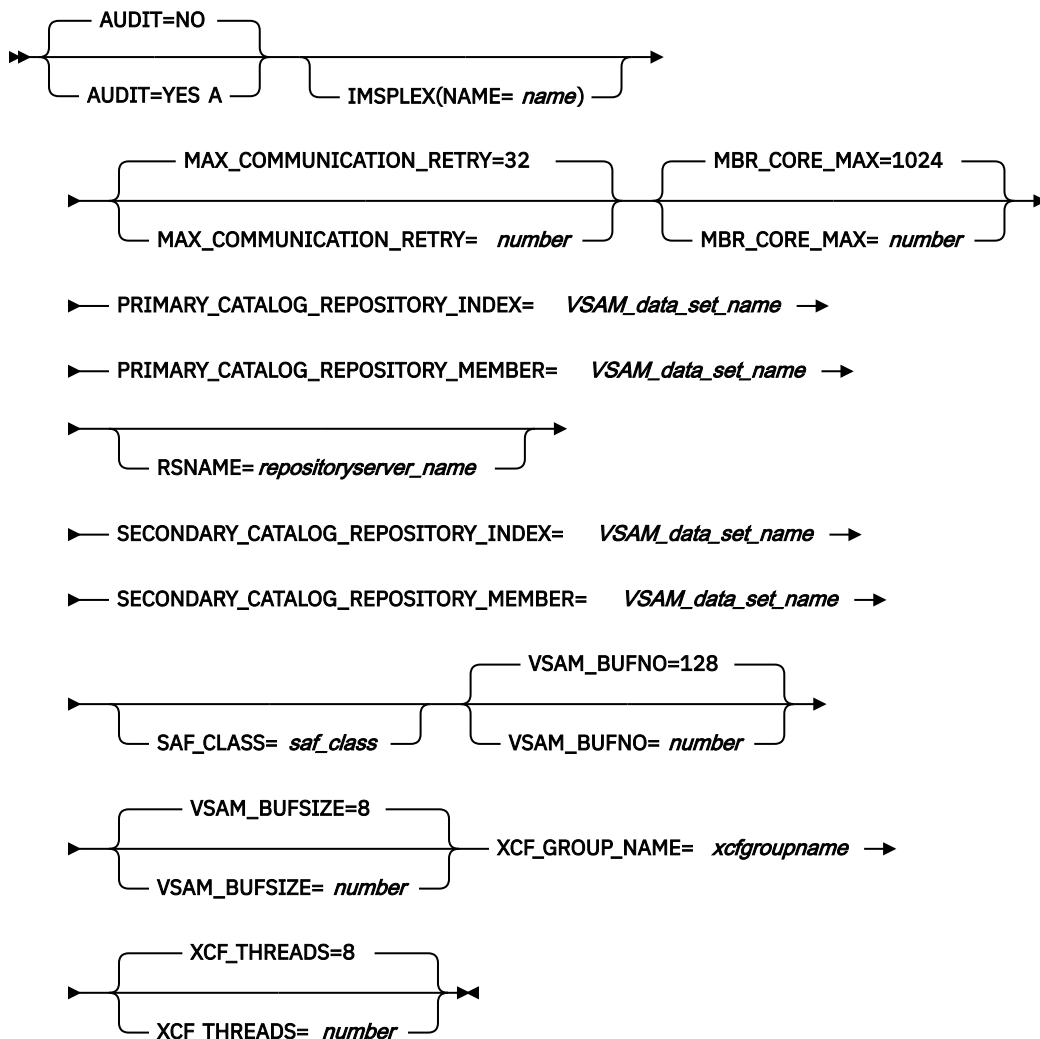 AUDIT=NO
AUDIT=YES A
IMSPLEX(NAME= name)
MAX_COMMUNICATION_RETRY=32
MBR_CORE_MAX=1024
MAX_COMMUNICATION_RETRY= number
MBR_CORE_MAX= number
PRIMARY_CATALOG_REPOSITORY_INDEX= VSAM_data_set_name
PRIMARY_CATALOG_REPOSITORY_MEMBER= VSAM_data_set_name
RSNAME= repositoryserver_name
SECONDARY_CATALOG_REPOSITORY_INDEX= VSAM_data_set_name
SECONDARY_CATALOG_REPOSITORY_MEMBER= VSAM_data_set_name
VSAM_BUFNO=128
SAF_CLASS= saf_class
VSAM_BUFNO= number
VSAM_BUFSIZE=8
XCF_GROUP_NAME= xcfgroupname
VSAM_BUFSIZE= number
XCF_THREADS=8
XCF_THREADS= number